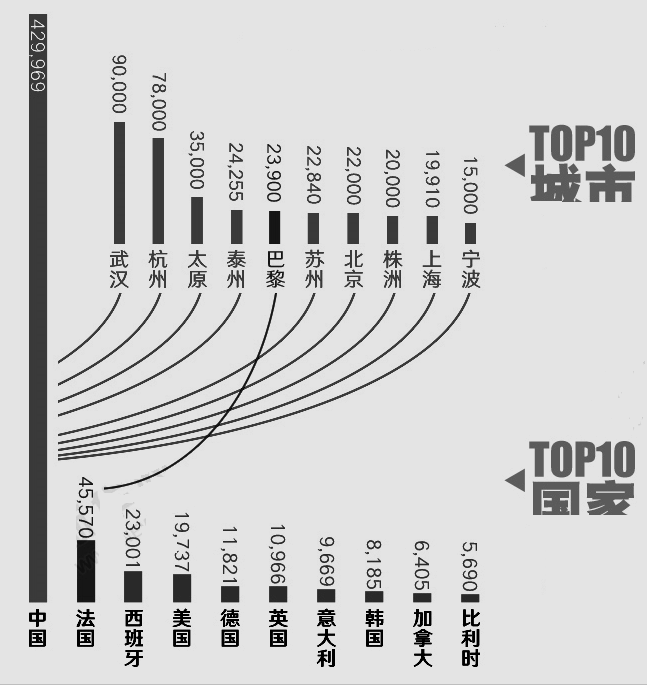 429,969
90,000
78,000
35,000
24,255
23,900
22,840
22,000
20,000
19,910
15,000
武汉
杭州
太原
泰州
巴黎
苏州
北京
株洲
上海
宁波
TOP10
城市
TOP10
国家
45,570
23,001
19,737
11,821
10,966
9,669
8,185
6,405
5,690
中国
法国
西班牙
美国
德国
英国
意大利
韩国
加拿大
比利时